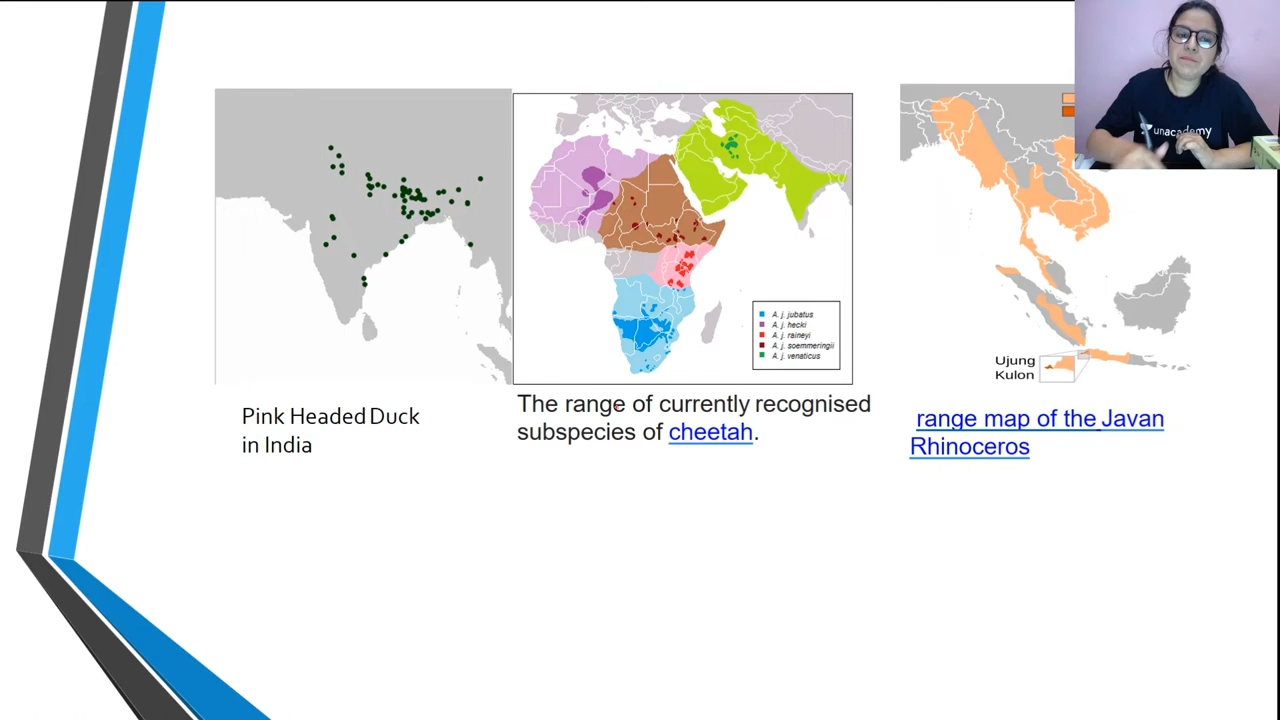 unacademy
A. j. jubatus
A. j. hecki
A. j. raineyi
A. j. soemmeringii
A. j. venaticus
Ujung
Kulon
Pink Headed Duck
in India
The range of currently recognised
subspecies of cheetah.
range map of the Javan
Rhinoceros